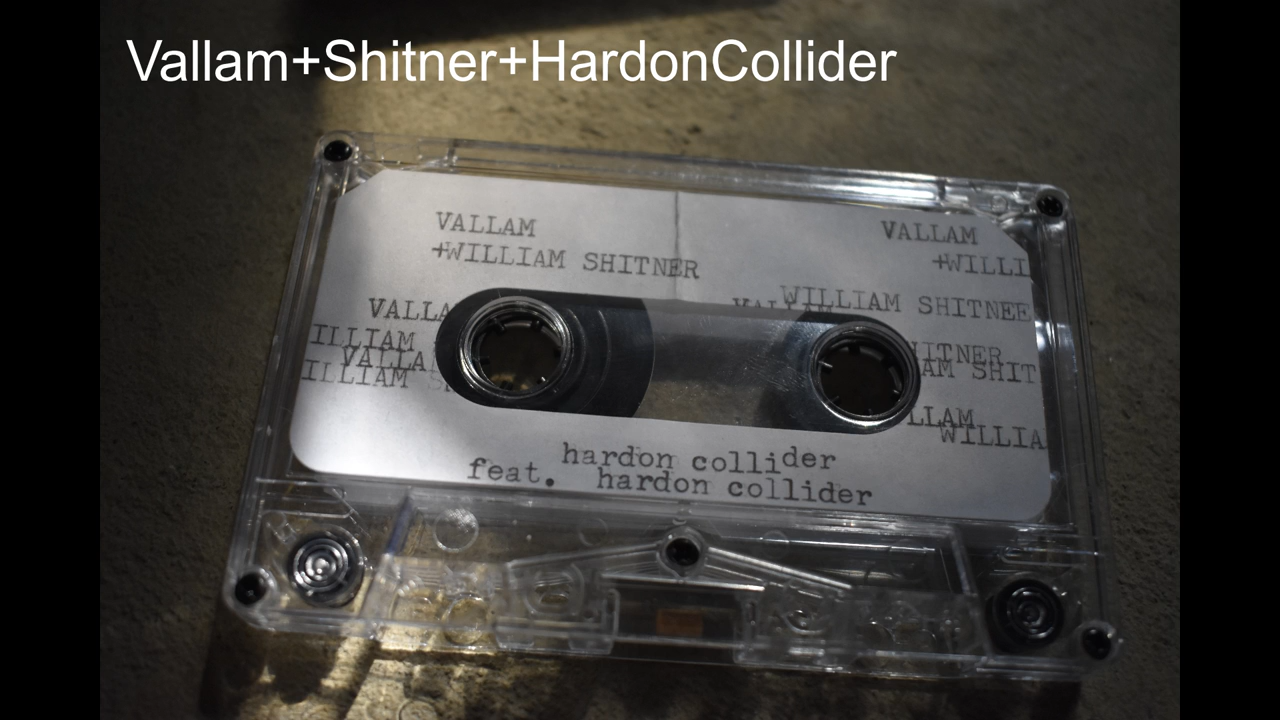 Vallam+Shitner+HardonCollider
VALLAM
+WILLIAM SHITNER
VALLAM
+WILLI
VALLA
WILLIAM SHITNEE
ILLIAM
VALLA
ILLIAM
HITNER
AM SHIT
LLAM
WILLIA
hardon collider
feat. hardon collider